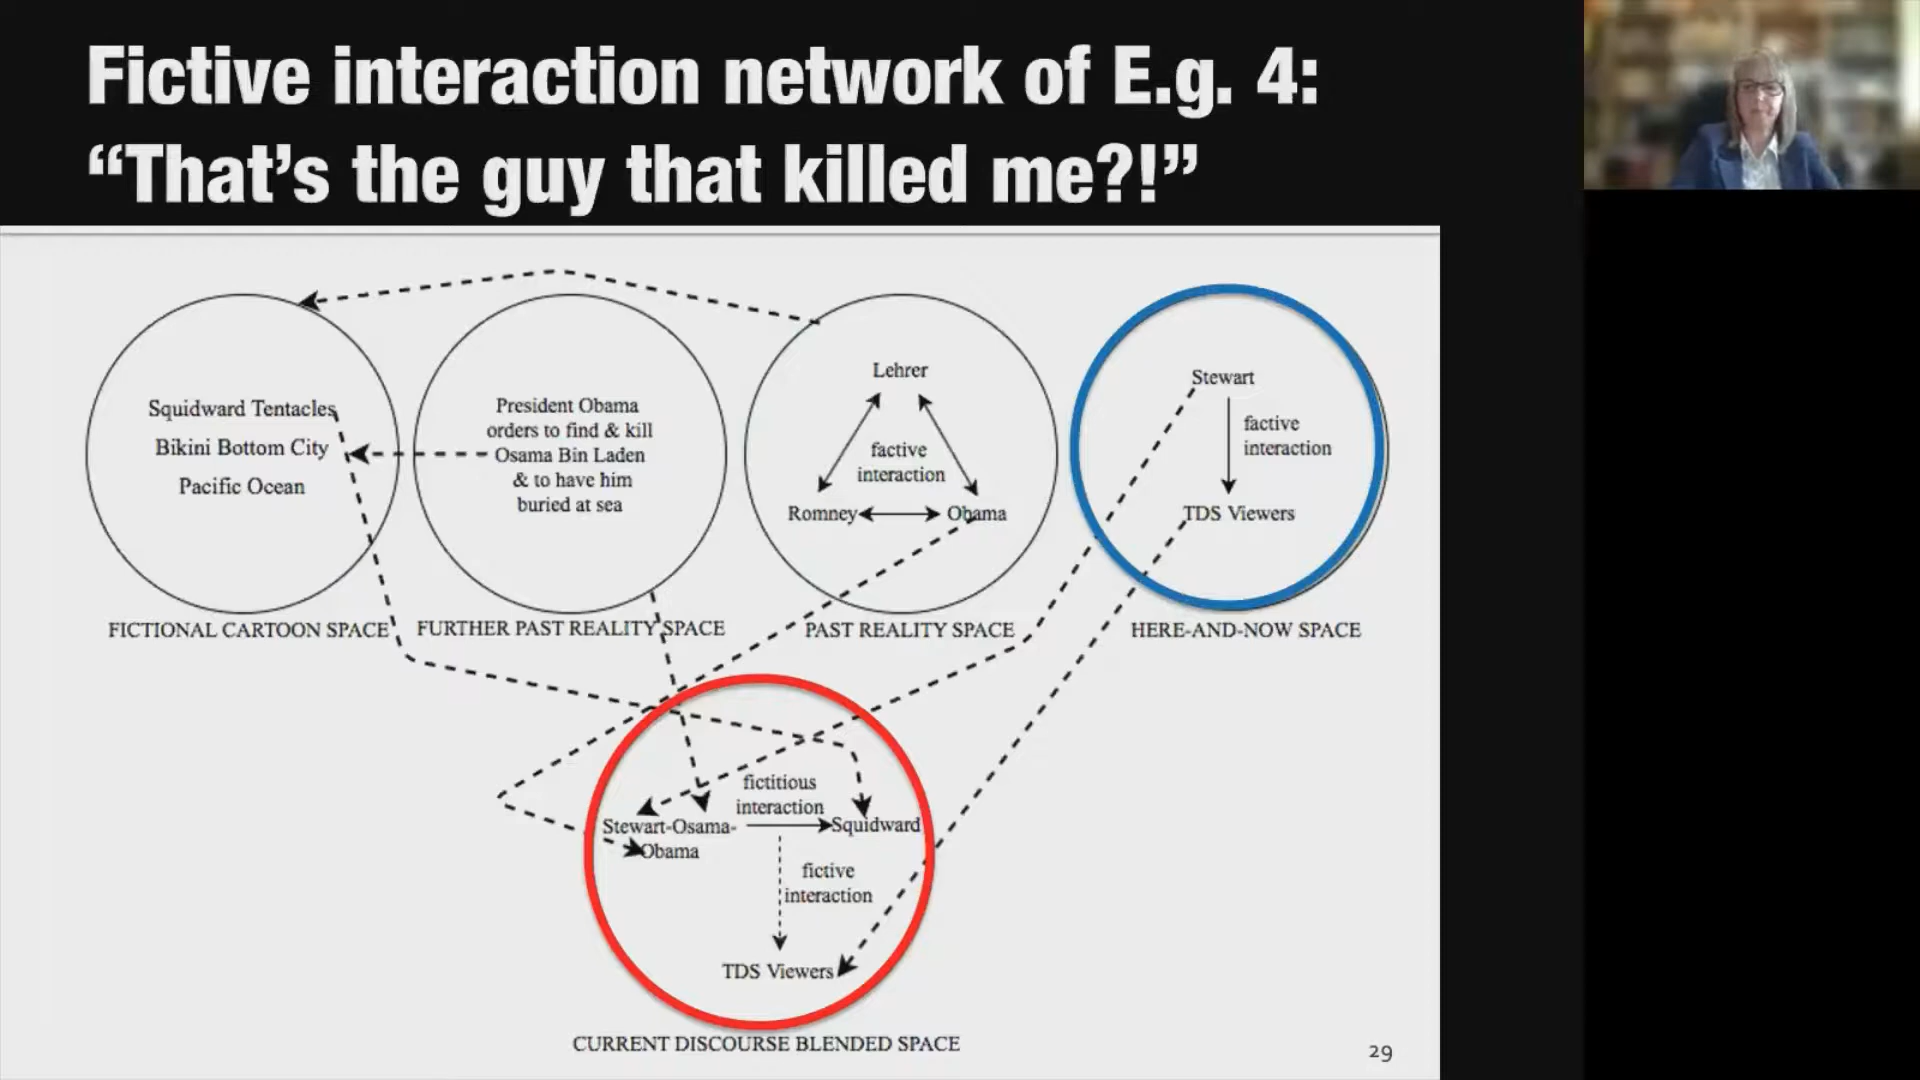 Fictive interaction network of E.g. 4:
“That’s the guy that killed me?!”
Squidward Tentacles
Bikini Bottom City
Pacific Ocean
FICTIONAL CARTOON SPACE
President Obama
orders to find & kill
Osama Bin Laden
& to have him
buried at sea
FURTHER PAST REALITY SPACE
Lehrer
factive
interaction
Romney
Obama
PAST REALITY SPACE
Stewart
factive
interaction
TDS Viewers
HERE-AND-NOW SPACE
fictitious
interaction
Stewart-Osama-
Obama
Squidward
fictive
interaction
TDS Viewers
CURRENT DISCOURSE BLENDED SPACE
29